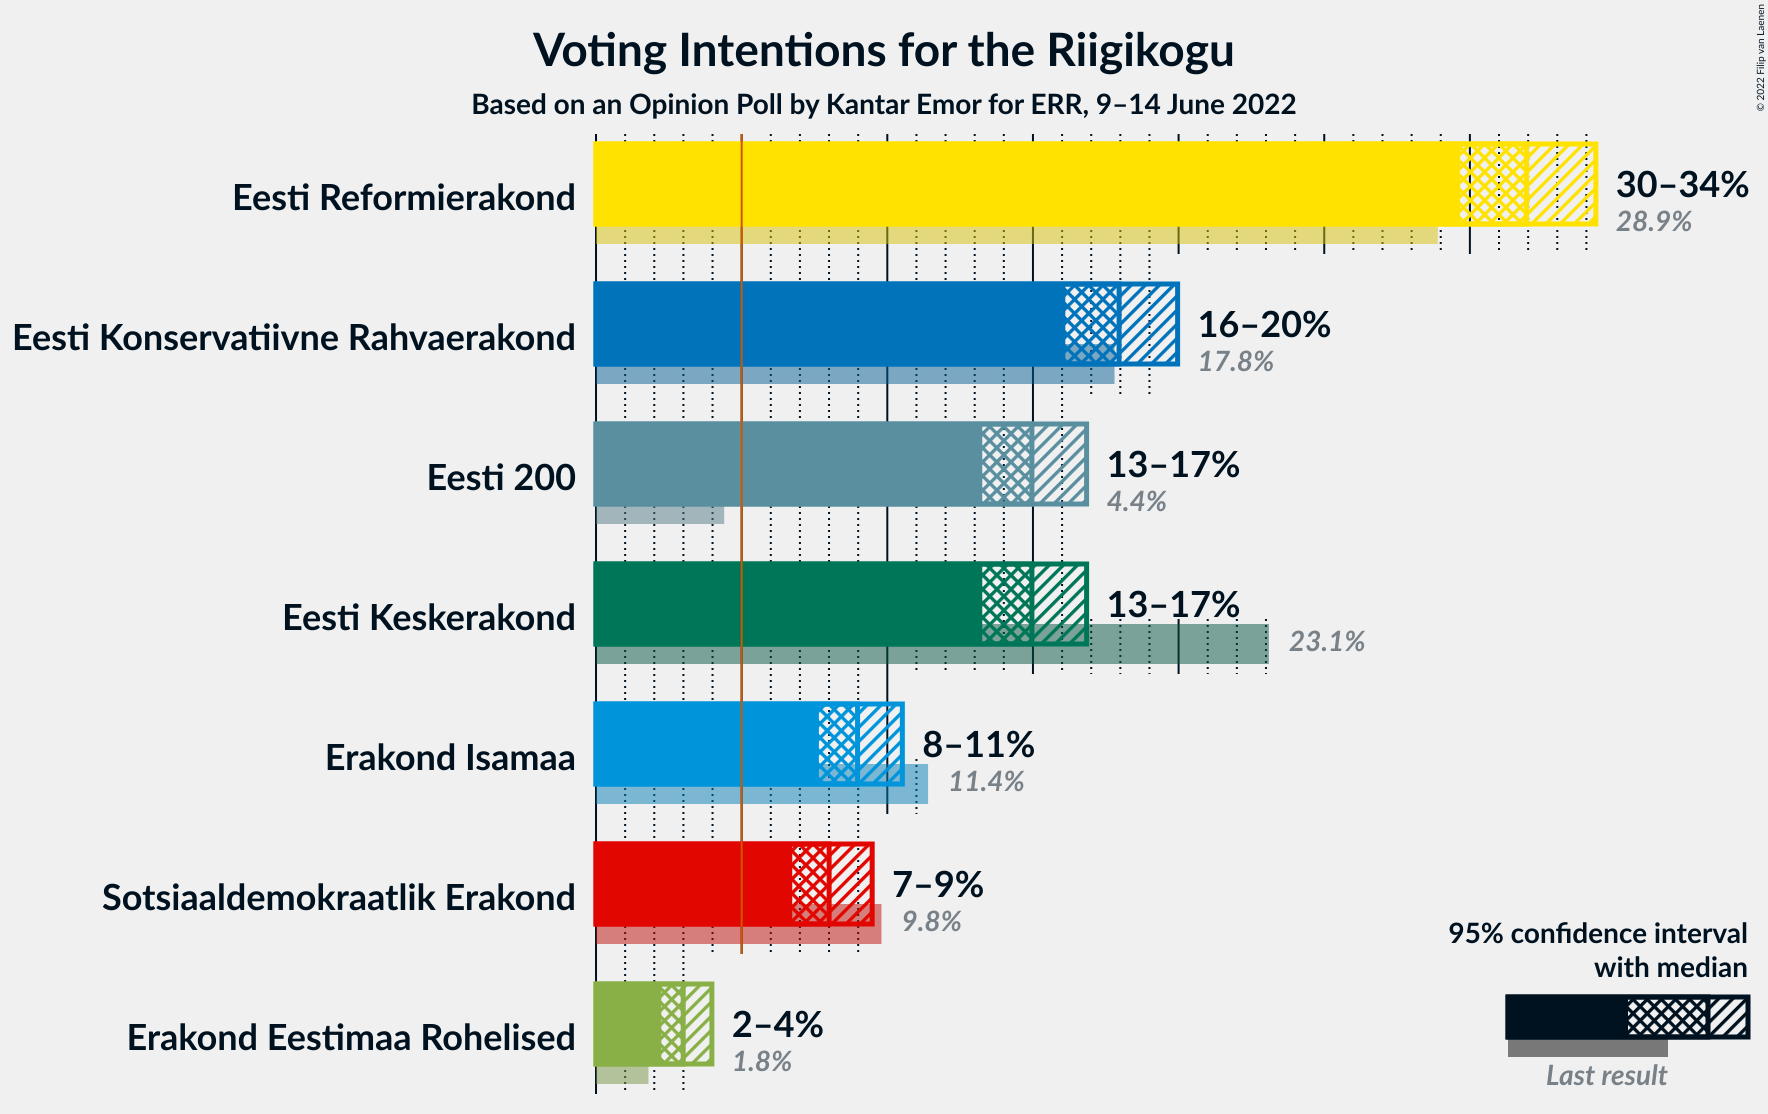 Voting Intentions for the Riigikogu
Based on an Opinion Poll by Kantar Emor for ERR, 9–14 June 2022
© 2022 Filip van Laenen
Eesti Reformierakond
30–34%
28.9%
Eesti Konservatiivne Rahvaerakond
16–20%
17.8%
Eesti 200
13–17%
4.4%
Eesti Keskerakond
13–17%
23.1%
Erakond Isamaa
8–11%
11.4%
Sotsiaaldemokraatlik Erakond
7–9%
9.8%
Erakond Eestimaa Rohelised
2–4%
1.8%
95% confidence interval
with median
Last result